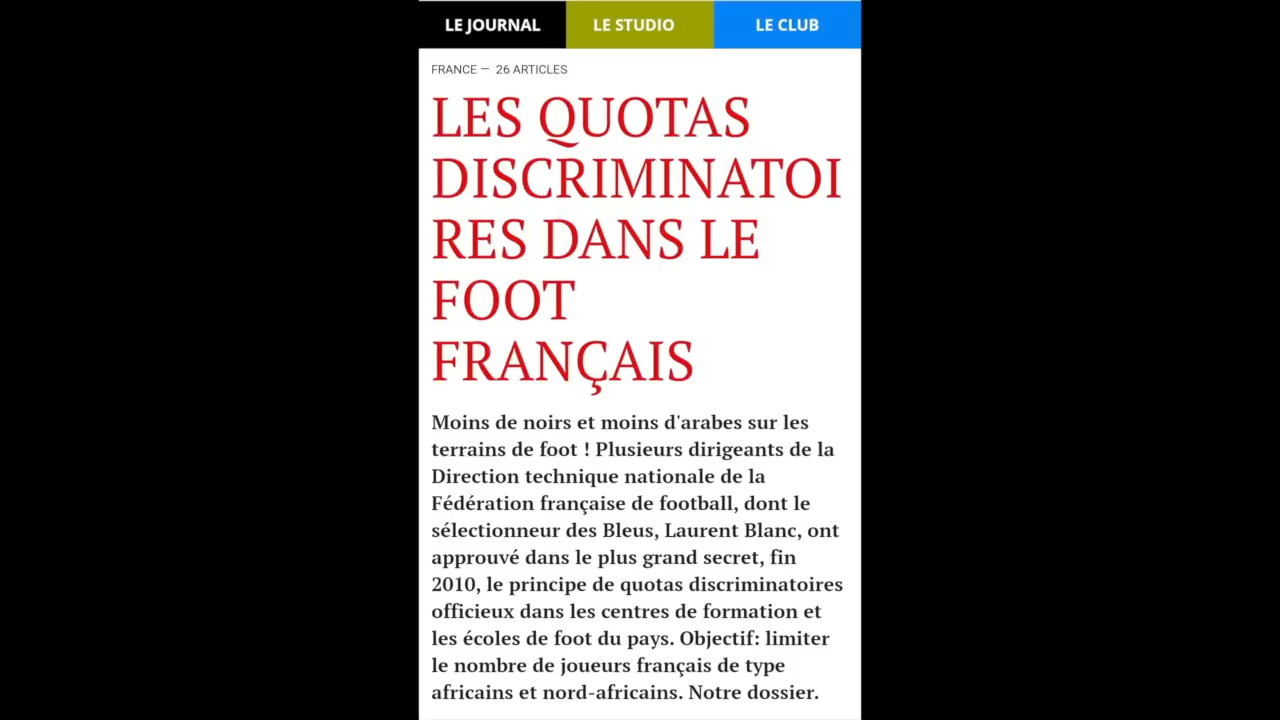 LE JOURNAL LE STUDIO LE CLUB
FRANCE — 26 ARTICLES
LES QUOTAS
DISCRIMINATOI
RES DANS LE
FOOT
FRANÇAIS
Moins de noirs et moins d'arabes sur les
terrains de foot ! Plusieurs dirigeants de la
Direction technique nationale de la
Fédération française de football, dont le
sélectionneur des Bleus, Laurent Blanc, ont
approuvé dans le plus grand secret, fin
2010, le principe de quotas discriminatoires
officieux dans les centres de formation et
les écoles de foot du pays. Objectif: limiter
le nombre de joueurs français de type
africains et nord-africains. Notre dossier.